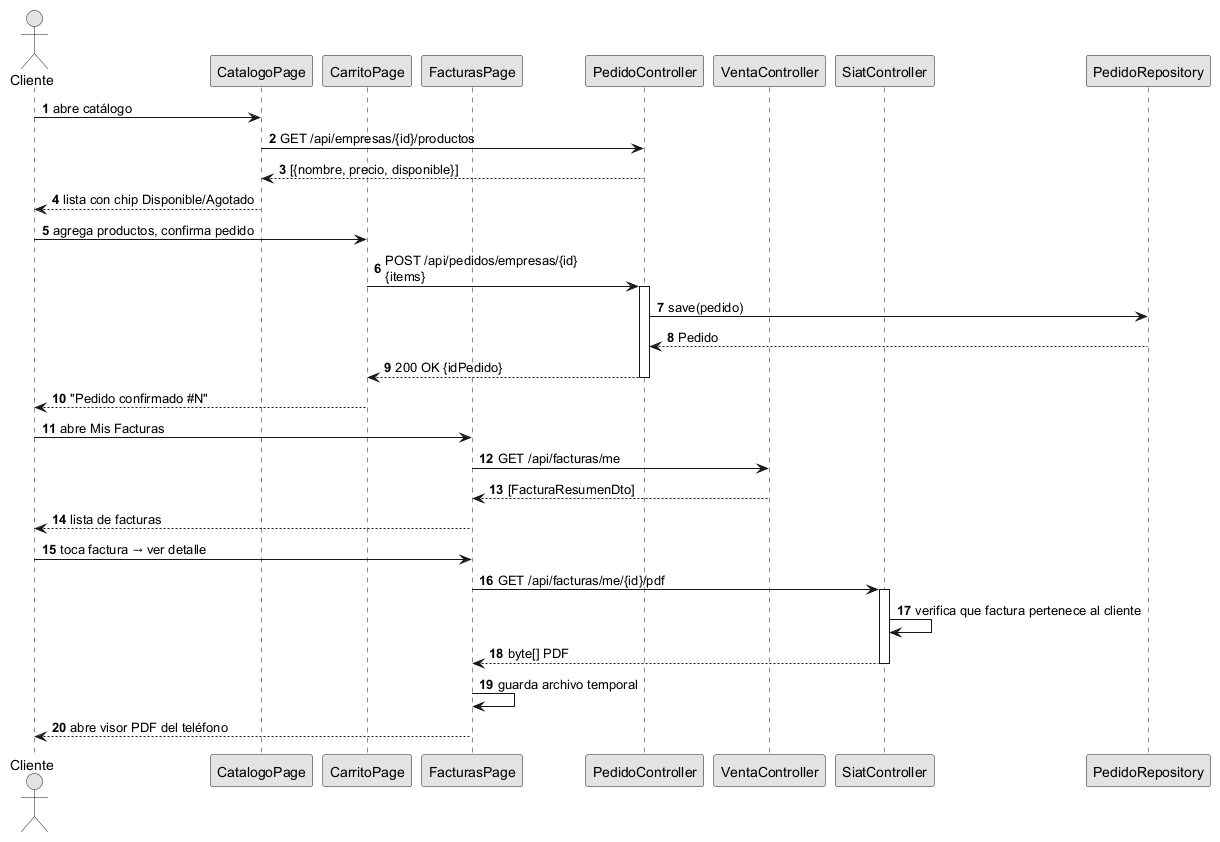 Cliente
CatalogoPage
CarritoPage
FacturasPage
PedidoController
VentaController
SiatController
PedidoRepository
1 abre catálogo
2 GET /api/empresas/{id}/productos
3 [{nombre, precio, disponible}]
4 lista con chip Disponible/Agotado
5 agrega productos, confirma pedido
6 POST /api/pedidos/empresas/{id}
{items}
7 save(pedido)
8 Pedido
9 200 OK {idPedido}
10 "Pedido confirmado #N"
11 abre Mis Facturas
12 GET /api/facturas/me
13 [FacturaResumenDto]
14 lista de facturas
15 toca factura → ver detalle
16 GET /api/facturas/me/{id}/pdf
17 verifica que factura pertenece al cliente
18 byte[] PDF
19 guarda archivo temporal
20 abre visor PDF del teléfono
Cliente
CatalogoPage
CarritoPage
FacturasPage
PedidoController
VentaController
SiatController
PedidoRepository